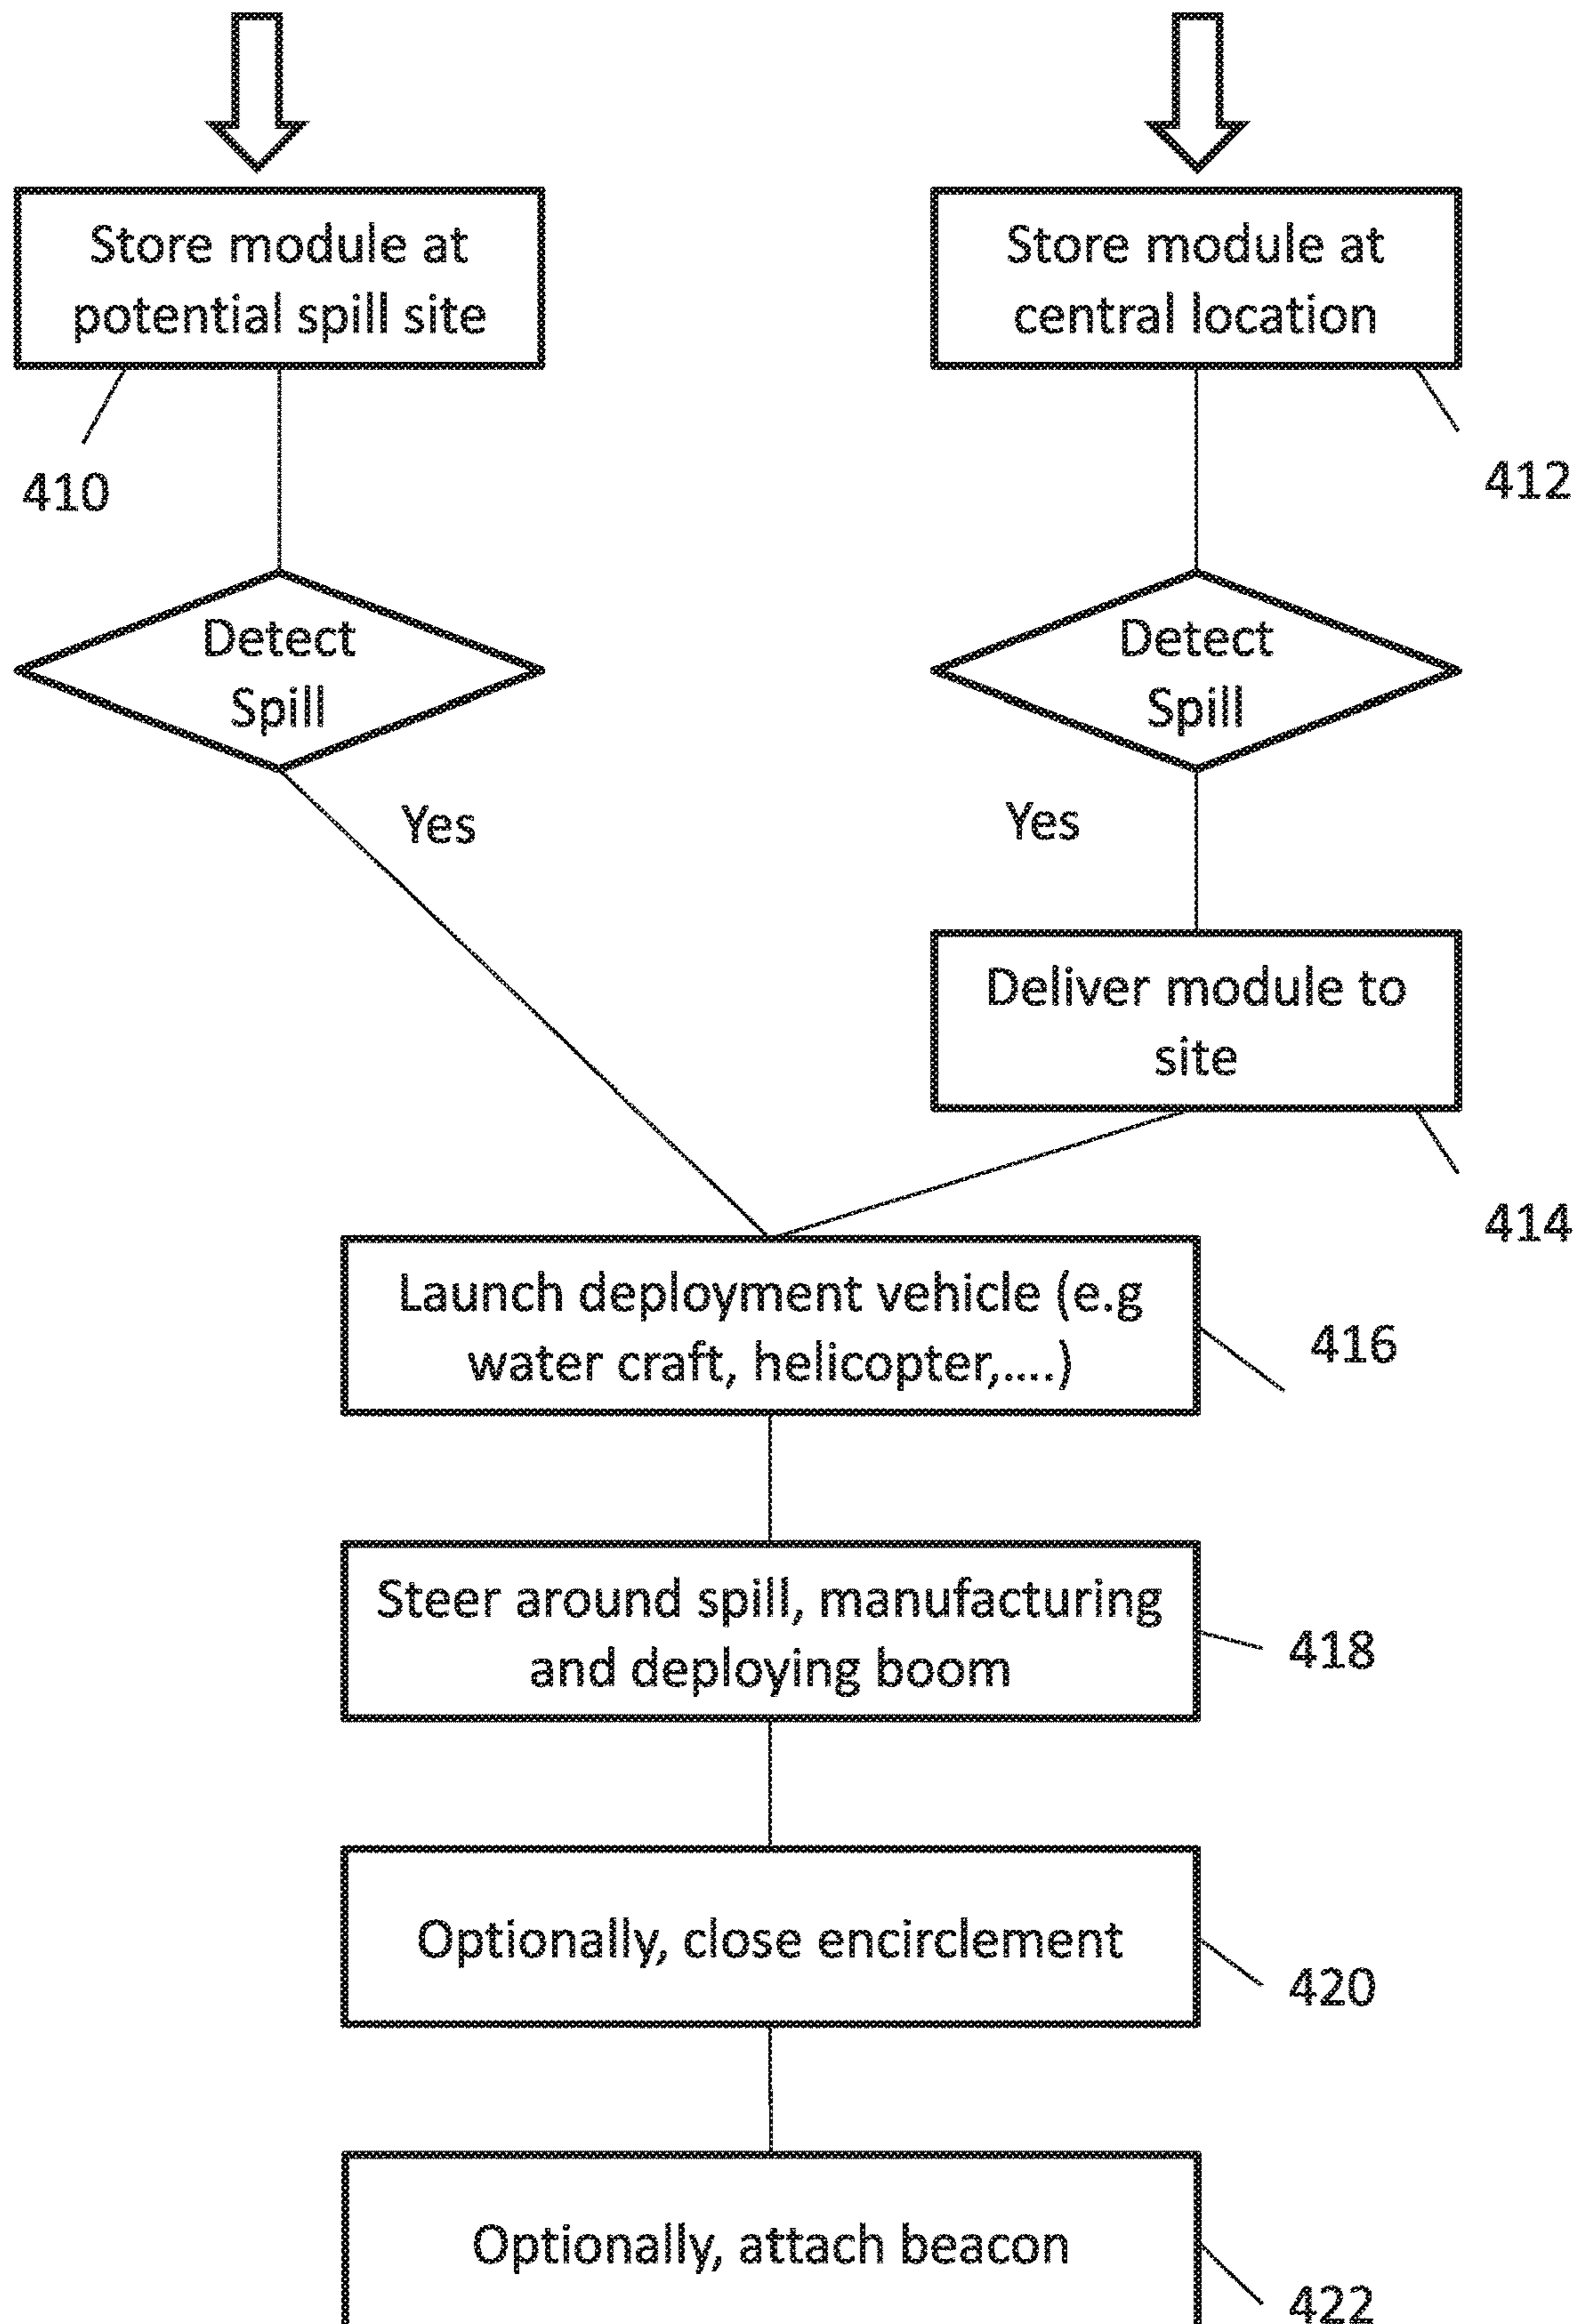 Store module at
potential spill site
410
Store module at
central location
412
Detect
Spill
Yes
Detect
Spill
Yes
Deliver module to
site
414
Launch deployment vehicle (e.g
water craft, helicopter,....)
416
Steer around spill, manufacturing
and deploying boom
418
Optionally, close encirclement
420
Optionally, attach beacon
422